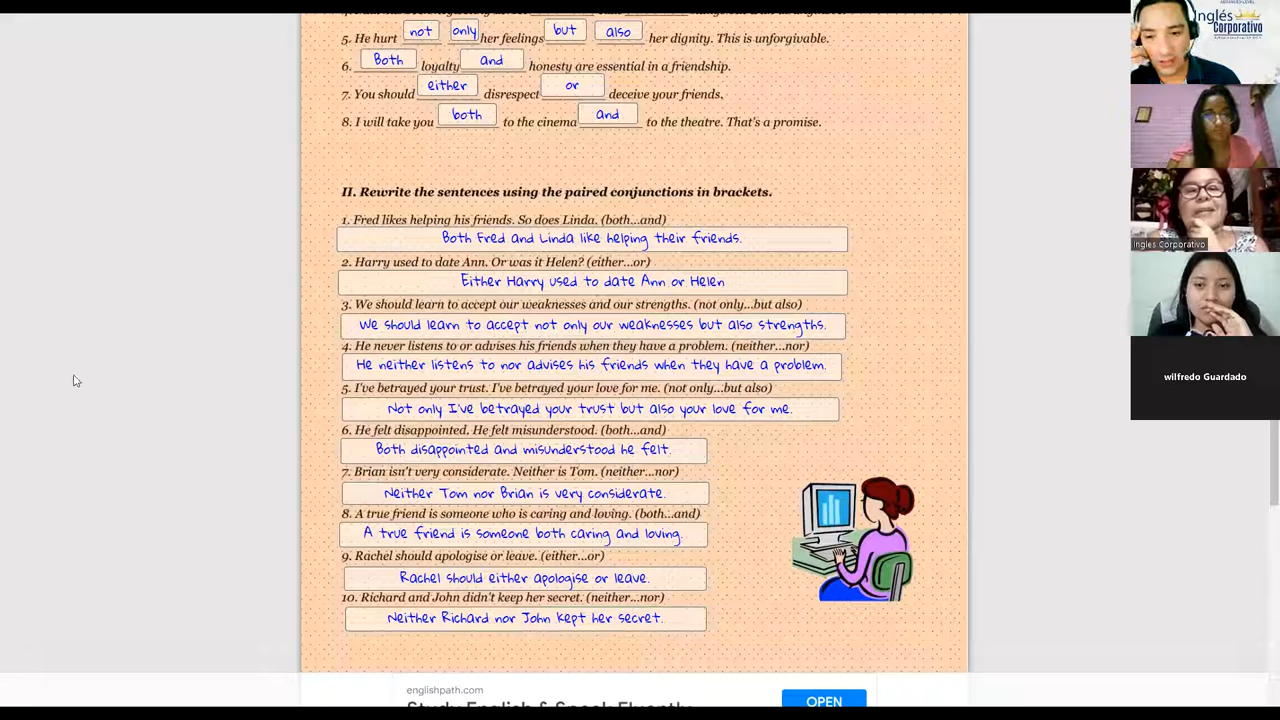 5. He hurt not only her feelings but also her dignity. This is unforgivable.
6. Both loyalty and honesty are essential in a friendship.
7. You should either disrespect or deceive your friends.
8. I will take you both to the cinema and to the theatre. That's a promise.
II. Rewrite the sentences using the paired conjunctions in brackets.
1. Fred likes helping his friends. So does Linda. (both...and)
Both Fred and Linda like helping their friends.
2. Harry used to date Ann. Or was it Helen? (either...or)
Either Harry used to date Ann or Helen
3. We should learn to accept our weaknesses and our strengths. (not only...but also)
We should learn to accept not only our weaknesses but also strengths.
4. He never listens to or advises his friends when they have a problem. (neither...nor)
He neither listens to nor advises his friends when they have a problem.
5. I've betrayed your trust. I've betrayed your love for me. (not only...but also)
Not only I've betrayed your trust but also your love for me.
6. He felt disappointed. He felt misunderstood. (both...and)
Both disappointed and misunderstood he felt.
7. Brian isn't very considerate. Neither is Tom. (neither...nor)
Neither Tom nor Brian is very considerate.
8. A true friend is someone who is caring and loving. (both...and)
A true friend is someone both caring and loving.
9. Rachel should apologise or leave. (either...or)
Rachel should either apologise or leave.
10. Richard and John didn't keep her secret. (neither...nor)
Neither Richard nor John kept her secret.
englishpath.com
OPEN
Inglés
Corporativo
Ingles Corporativo
wilfredo Guardado